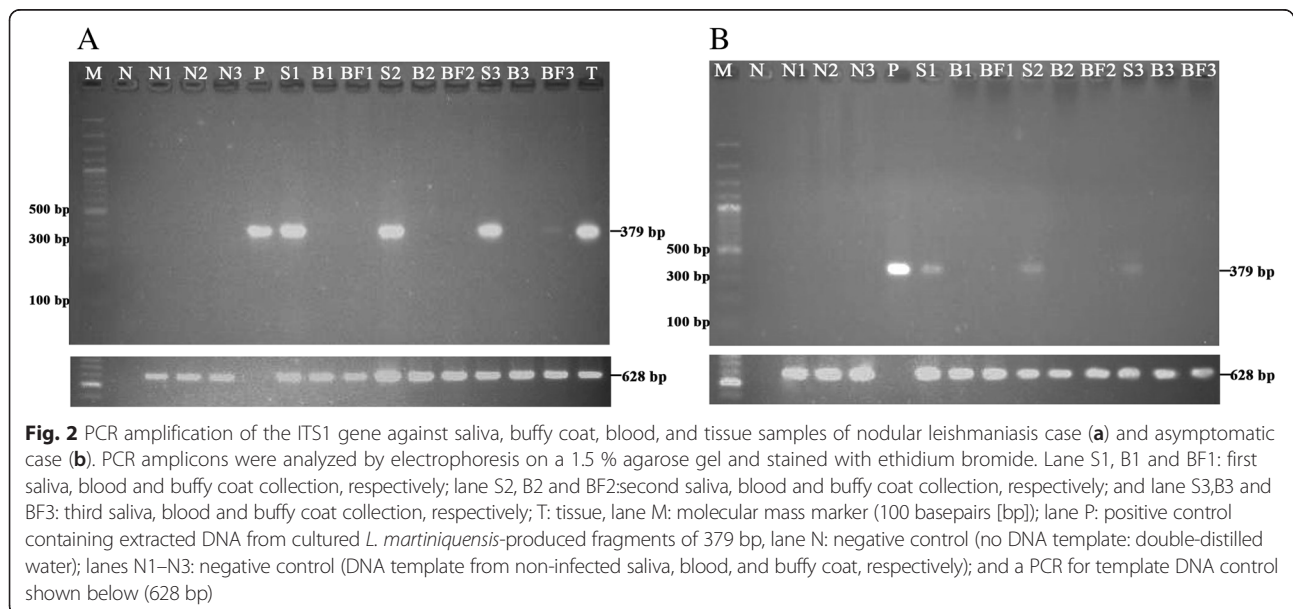 A
B
M N N1 N2 N3 P S1 B1 BF1 S2 B2 BF2 S3 B3 BF3 T
M N N1 N2 N3 P S1 B1 BF1 S2 B2 BF2 S3 B3 BF3
500 bp
300 bp
100 bp
379 bp
500 bp
300 bp
100 bp
379 bp
628 bp
628 bp
Fig. 2 PCR amplification of the ITS1 gene against saliva, buffy coat, blood, and tissue samples of nodular leishmaniasis case (a) and asymptomatic
case (b). PCR amplicons were analyzed by electrophoresis on a 1.5 % agarose gel and stained with ethidium bromide. Lane S1, B1 and BF1: first
saliva, blood and buffy coat collection, respectively; lane S2, B2 and BF2:second saliva, blood and buffy coat collection, respectively; and lane S3,B3 and
BF3: third saliva, blood and buffy coat collection, respectively; T: tissue, lane M: molecular mass marker (100 basepairs [bp]); lane P: positive control
containing extracted DNA from cultured L. martiniquensis-produced fragments of 379 bp, lane N: negative control (no DNA template: double-distilled
water); lanes N1–N3: negative control (DNA template from non-infected saliva, blood, and buffy coat, respectively); and a PCR for template DNA control
shown below (628 bp)